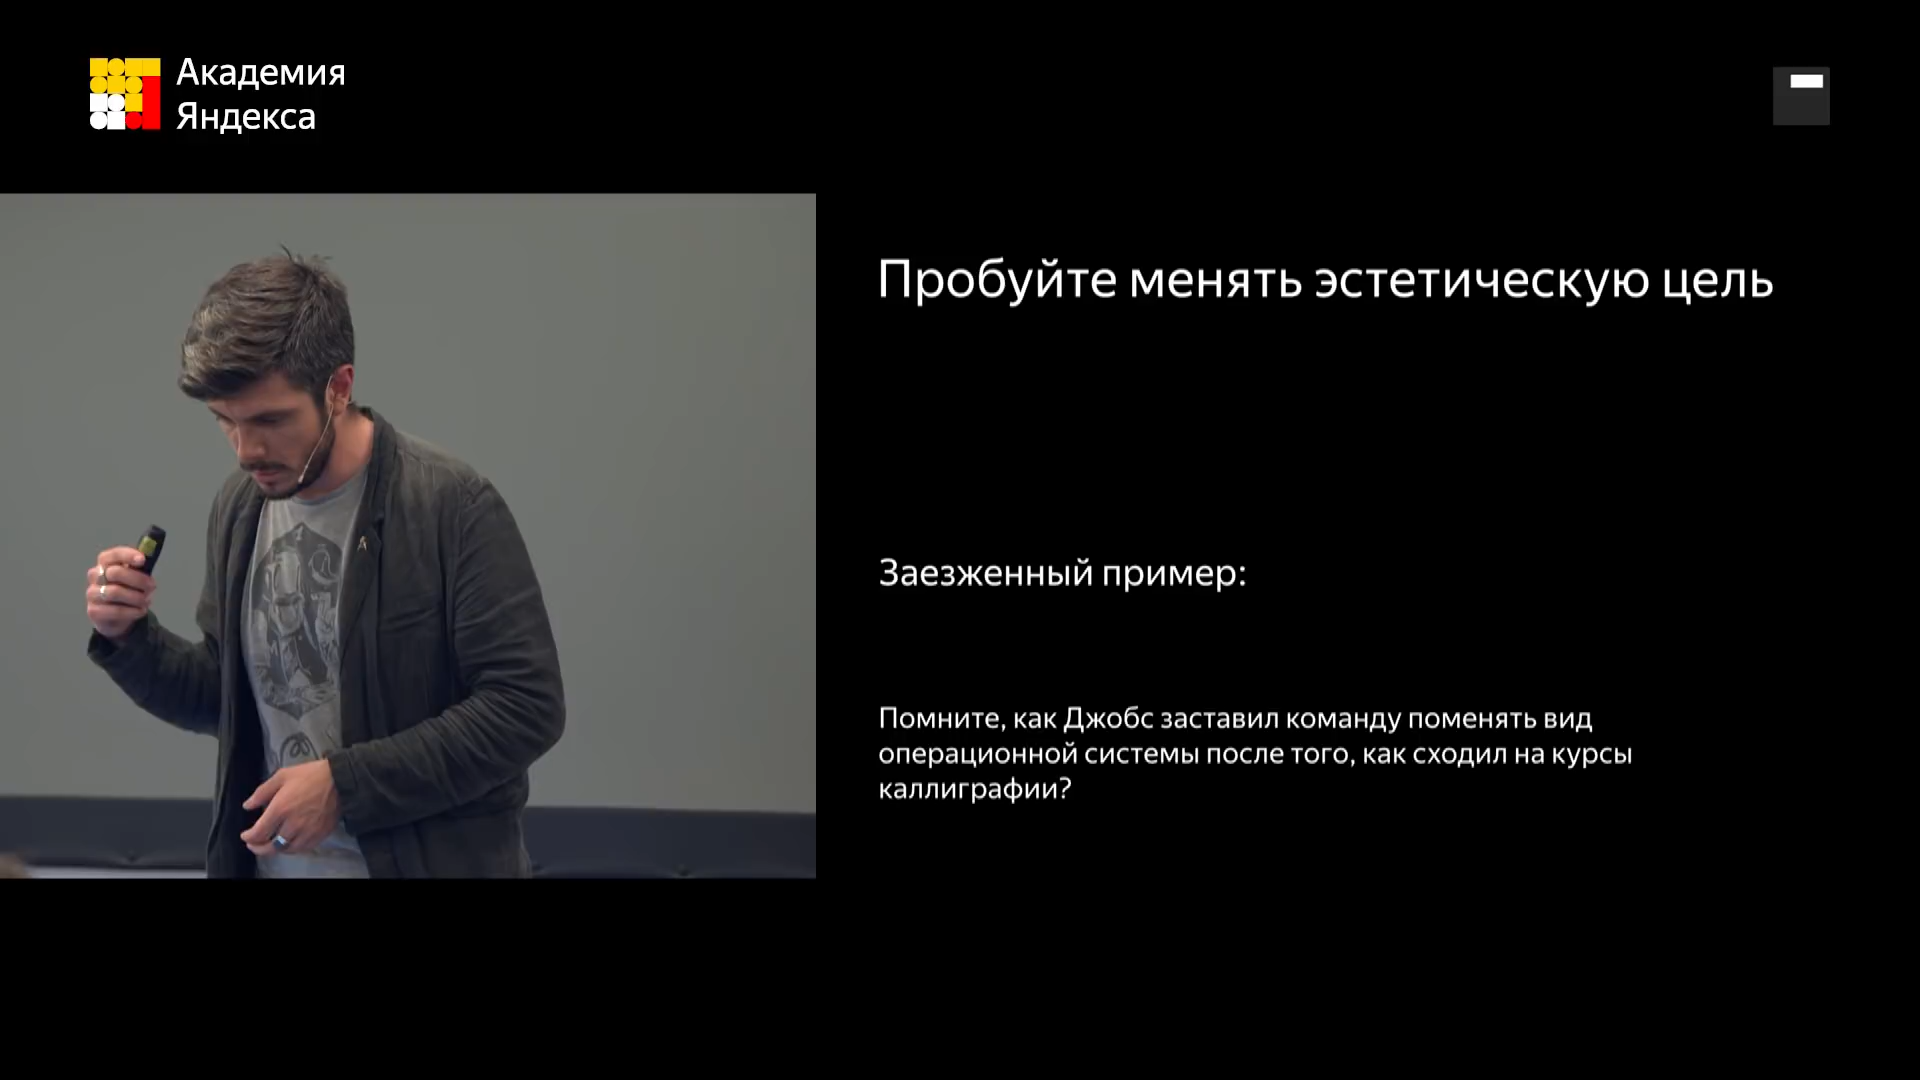 Академия
Яндекса
Пробуйте менять эстетическую цель
Заезженный пример:
Помните, как Джобс заставил команду поменять вид
операционной системы после того, как сходил на курсы
каллиграфии?